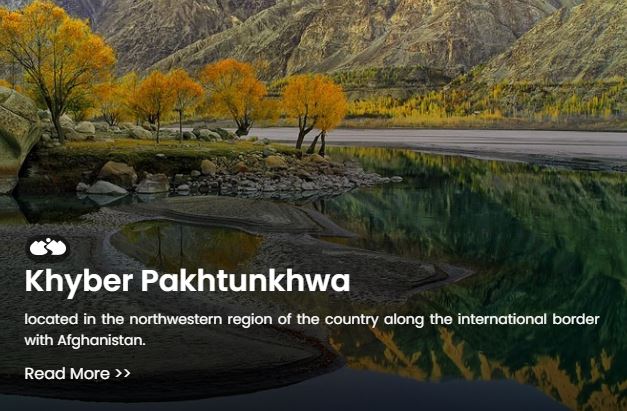 Khyber Pakhtunkhwa
located in the northwestern region of the country along the international border
with Afghanistan.
Read More >>